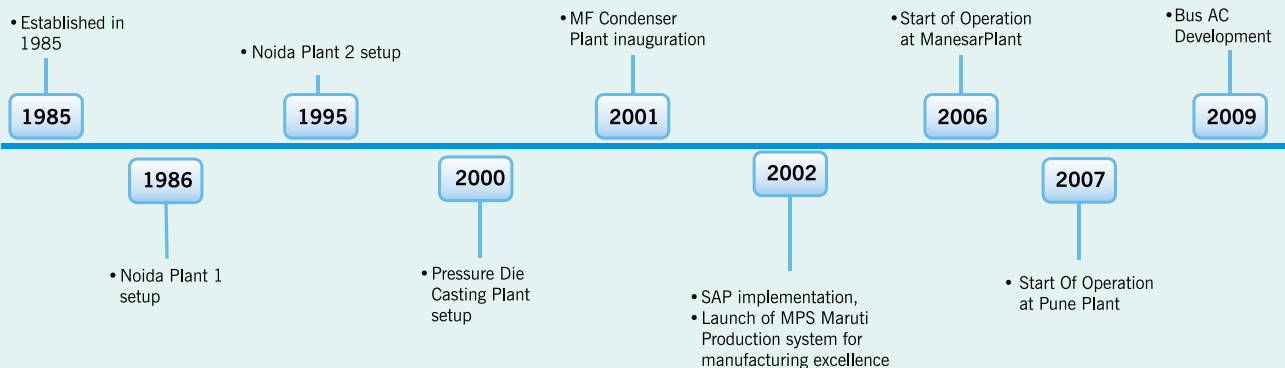 • Established in
1985
1985
1986
• Noida Plant 1
setup
• Noida Plant 2 setup
1995
2000
• Pressure Die
Casting Plant
setup
• MF Condenser
Plant inauguration
2001
2002
• SAP implementation,
• Launch of MPS Maruti
Production system for
manufacturing excellence
• Start of Operation
at ManesarPlant
2006
2007
• Start Of Operation
at Pune Plant
• Bus AC
Development
2009